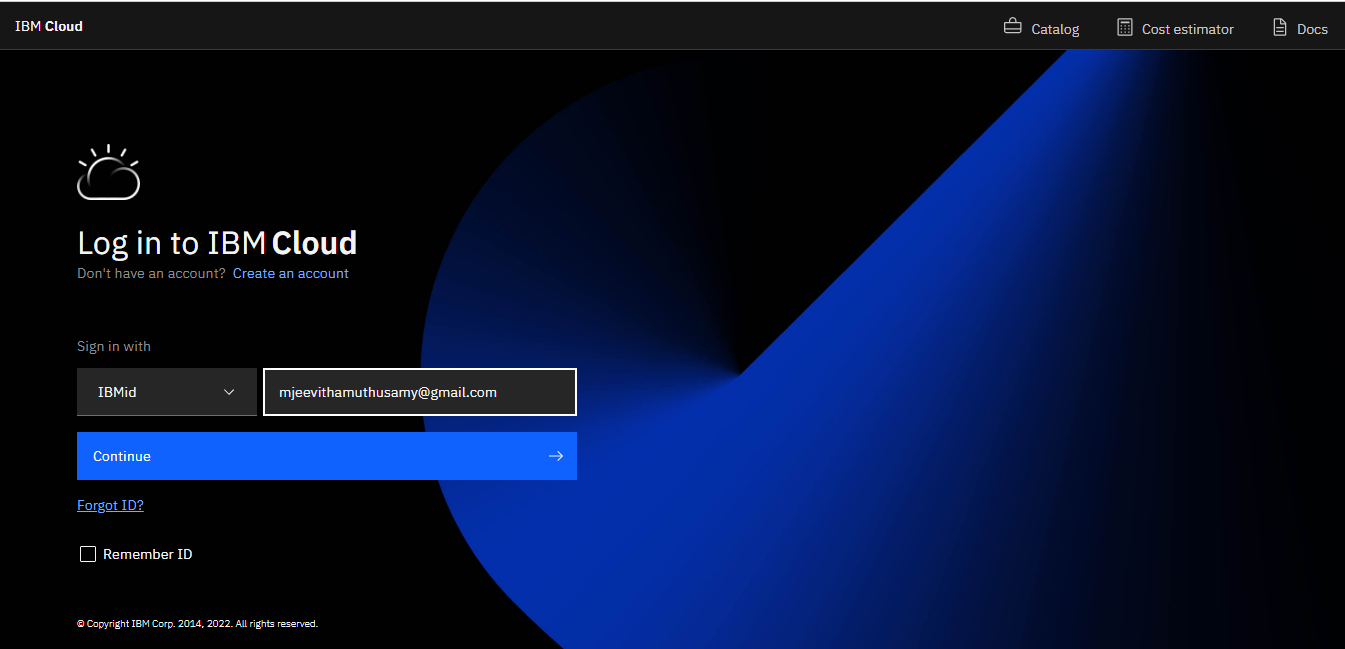 IBM Cloud
Catalog
Cost estimator
Docs
Log in to IBM Cloud
Don't have an account? Create an account
Sign in with
IBMid
mjeevithamuthusamy@gmail.com
Continue
Forgot ID?
Remember ID
© Copyright IBM Corp. 2014, 2022. All rights reserved.